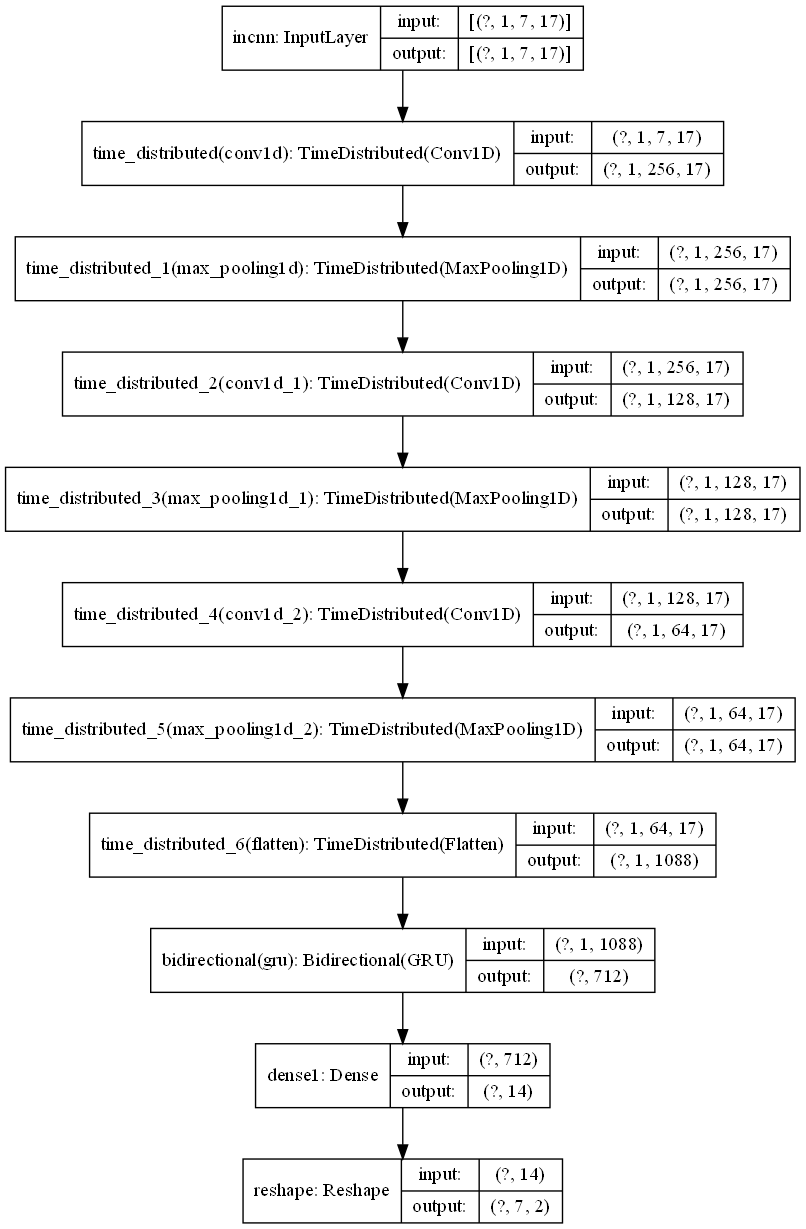 incnn: InputLayer
input: [(?, 1, 7, 17)]
output: [(?, 1, 7, 17)]
time_distributed(conv1d): TimeDistributed(Conv1D)
input: (?, 1, 7, 17)
output: (?, 1, 256, 17)
time_distributed_1(max_pooling1d): TimeDistributed(MaxPooling1D)
input: (?, 1, 256, 17)
output: (?, 1, 256, 17)
time_distributed_2(conv1d_1): TimeDistributed(Conv1D)
input: (?, 1, 256, 17)
output: (?, 1, 128, 17)
time_distributed_3(max_pooling1d_1): TimeDistributed(MaxPooling1D)
input: (?, 1, 128, 17)
output: (?, 1, 128, 17)
time_distributed_4(conv1d_2): TimeDistributed(Conv1D)
input: (?, 1, 128, 17)
output: (?, 1, 64, 17)
time_distributed_5(max_pooling1d_2): TimeDistributed(MaxPooling1D)
input: (?, 1, 64, 17)
output: (?, 1, 64, 17)
time_distributed_6(flatten): TimeDistributed(Flatten)
input: (?, 1, 64, 17)
output: (?, 1, 1088)
bidirectional(gru): Bidirectional(GRU)
input: (?, 1, 1088)
output: (?, 712)
dense1: Dense
input: (?, 712)
output: (?, 14)
reshape: Reshape
input: (?, 14)
output: (?, 7, 2)